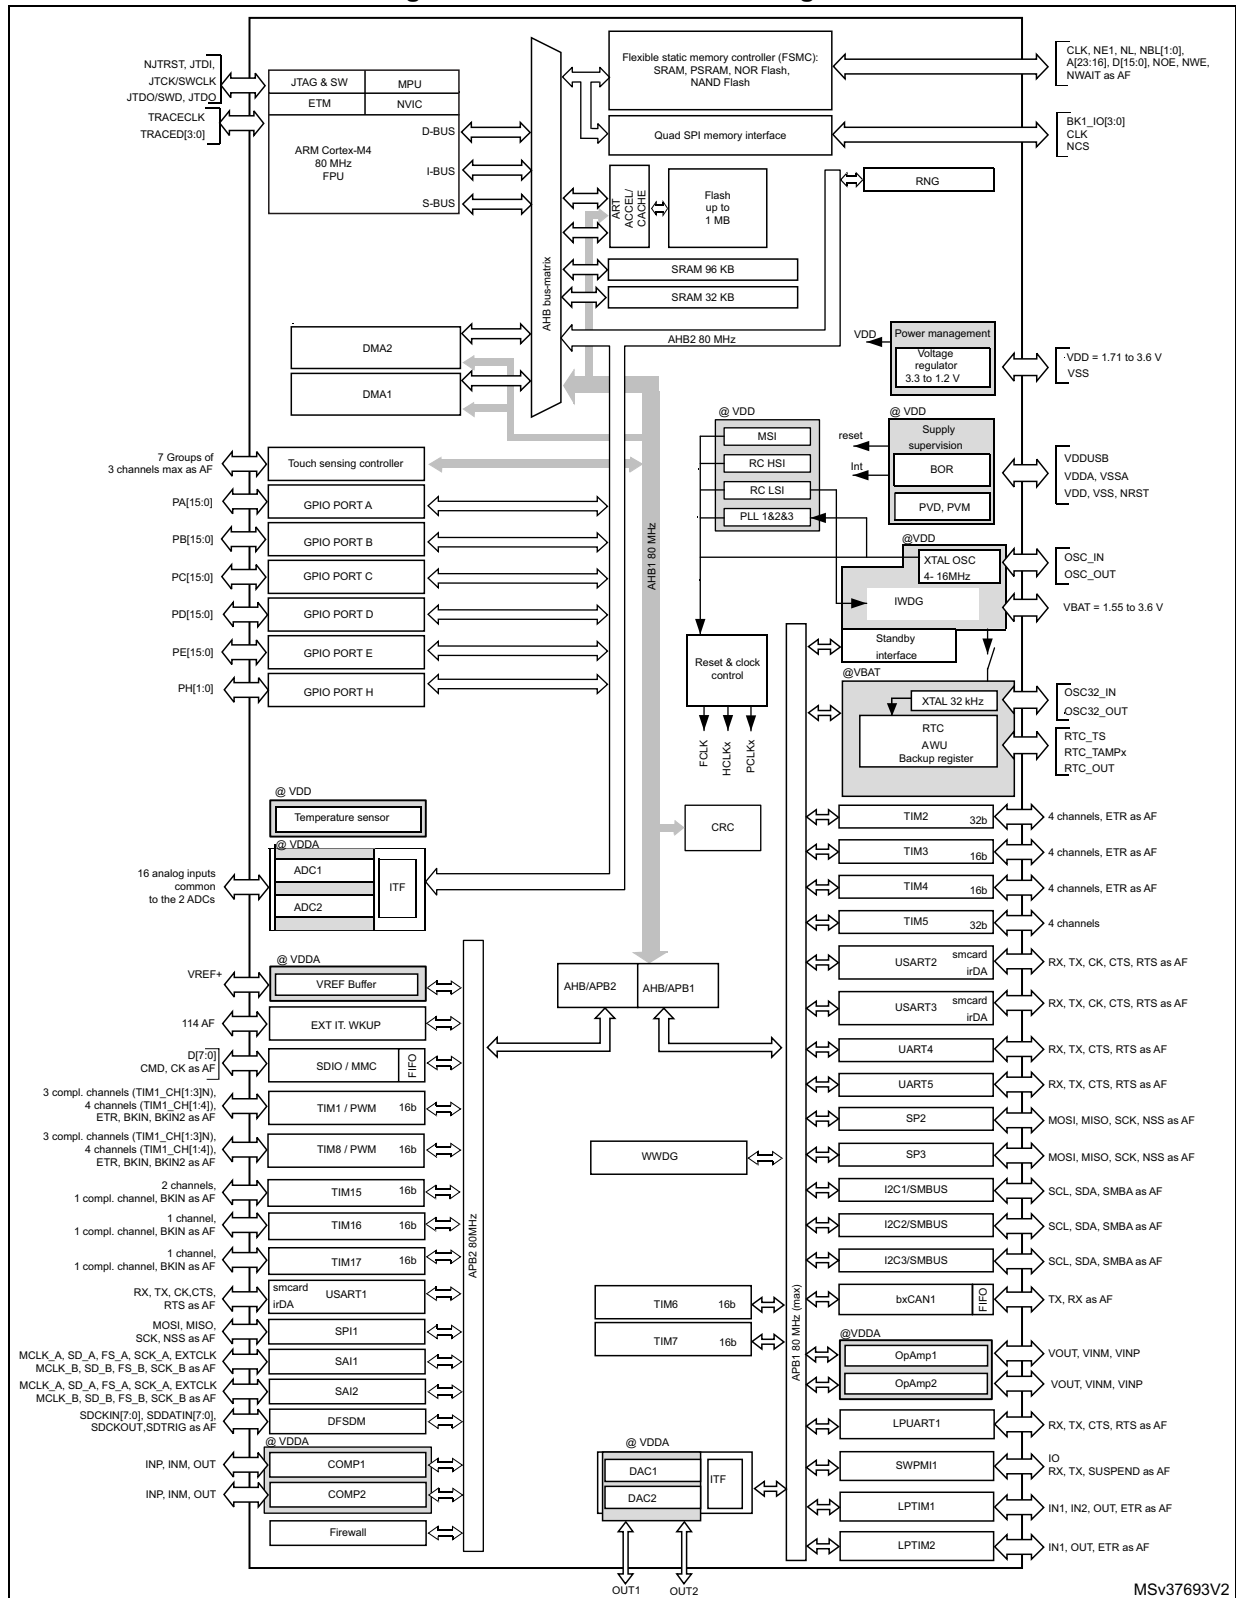 NJTRST, JTDI,
JTCK/SWCLK
JTDO/SWD, JTDO
TRACECLK
TRACED[3:0]
JTAG & SW
MPU
ETM
NVIC
ARM Cortex-M4
80 MHz
FPU
D-BUS
I-BUS
S-BUS
AHB bus-matrix
Flexible static memory controller (FSMC):
SRAM, PSRAM, NOR Flash,
NAND Flash
CLK, NE1, NL, NBL[1:0],
A[23:16], D[15:0], NOE, NWE,
NWAIT as AF
Quad SPI memory interface
BK1_IO[3:0]
CLK
NCS
ART
ACCEL/
CACHE
Flash
up to
1 MB
RNG
SRAM 96 KB
SRAM 32 KB
AHB2 80 MHz
DMA2
DMA1
VDD
Power management
Voltage
regulator
3.3 to 1.2 V
VDD = 1.71 to 3.6 V
VSS
@ VDD
MSI
RC HSI
RC LSI
PLL 1&2&3
@ VDD
reset
Int
Supply
supervision
BOR
PVD, PVM
VDDUSB
VDDA, VSSA
VDD, VSS, NRST
7 Groups of
3 channels max as AF
Touch sensing controller
PA[15:0]
GPIO PORT A
PB[15:0]
GPIO PORT B
PC[15:0]
GPIO PORT C
PD[15:0]
GPIO PORT D
PE[15:0]
GPIO PORT E
PH[1:0]
GPIO PORT H
AHB1 80 MHz
@VDD
XTAL OSC
4- 16MHz
IWDG
OSC_IN
OSC_OUT
VBAT = 1.55 to 3.6 V
Standby
interface
Reset & clock
control
FCLK
HCLKx
PCLKx
@VBAT
XTAL 32 kHz
RTC
AWU
Backup register
OSC32_IN
OSC32_OUT
RTC_TS
RTC_TAMPx
RTC_OUT
@ VDD
Temperature sensor
@ VDDA
ADC1
ADC2
ITF
16 analog inputs
common
to the 2 ADCs
CRC
AHB/APB2
AHB/APB1
VREF+
@ VDDA
VREF Buffer
114 AF
EXT IT. WKUP
D[7:0]
CMD, CK as AF
SDIO / MMC
FIFO
3 compl. channels (TIM1_CH[1:3]N),
4 channels (TIM1_CH[1:4]),
ETR, BKIN, BKIN2 as AF
TIM1 / PWM
16b
3 compl. channels (TIM1_CH[1:3]N),
4 channels (TIM1_CH[1:4]),
ETR, BKIN, BKIN2 as AF
TIM8 / PWM
16b
2 channels,
1 compl. channel, BKIN as AF
TIM15
16b
1 channel,
1 compl. channel, BKIN as AF
TIM16
16b
1 channel,
1 compl. channel, BKIN as AF
TIM17
16b
RX, TX, CK,CTS,
RTS as AF
smcard
irDA
USART1
MOSI, MISO,
SCK, NSS as AF
SPI1
MCLK_A, SD_A, FS_A, SCK_A, EXTCLK
MCLK_B, SD_B, FS_B, SCK_B as AF
SAI1
MCLK_A, SD_A, FS_A, SCK_A, EXTCLK
MCLK_B, SD_B, FS_B, SCK_B as AF
SAI2
SDCKIN[7:0], SDDATIN[7:0],
SDCKOUT,SDTRIG as AF
DFSDM
@ VDDA
INP, INM, OUT
COMP1
INP, INM, OUT
COMP2
Firewall
APB2 80MHz
WWDG
TIM6
16b
TIM7
16b
@ VDDA
DAC1
DAC2
ITF
OUT1
OUT2
APB1 80 MHz (max)
TIM2
32b
4 channels, ETR as AF
TIM3
16b
4 channels, ETR as AF
TIM4
16b
4 channels, ETR as AF
TIM5
32b
4 channels
USART2
smcard
irDA
RX, TX, CK, CTS, RTS as AF
USART3
smcard
irDA
RX, TX, CK, CTS, RTS as AF
UART4
RX, TX, CTS, RTS as AF
UART5
RX, TX, CTS, RTS as AF
SP2
MOSI, MISO, SCK, NSS as AF
SP3
MOSI, MISO, SCK, NSS as AF
I2C1/SMBUS
SCL, SDA, SMBA as AF
I2C2/SMBUS
SCL, SDA, SMBA as AF
I2C3/SMBUS
SCL, SDA, SMBA as AF
bxCAN1
FIFO
TX, RX as AF
@VDDA
OpAmp1
VOUT, VINM, VINP
OpAmp2
VOUT, VINM, VINP
LPUART1
RX, TX, CTS, RTS as AF
SWPMI1
IO
RX, TX, SUSPEND as AF
LPTIM1
IN1, IN2, OUT, ETR as AF
LPTIM2
IN1, OUT, ETR as AF
MSv37693V2